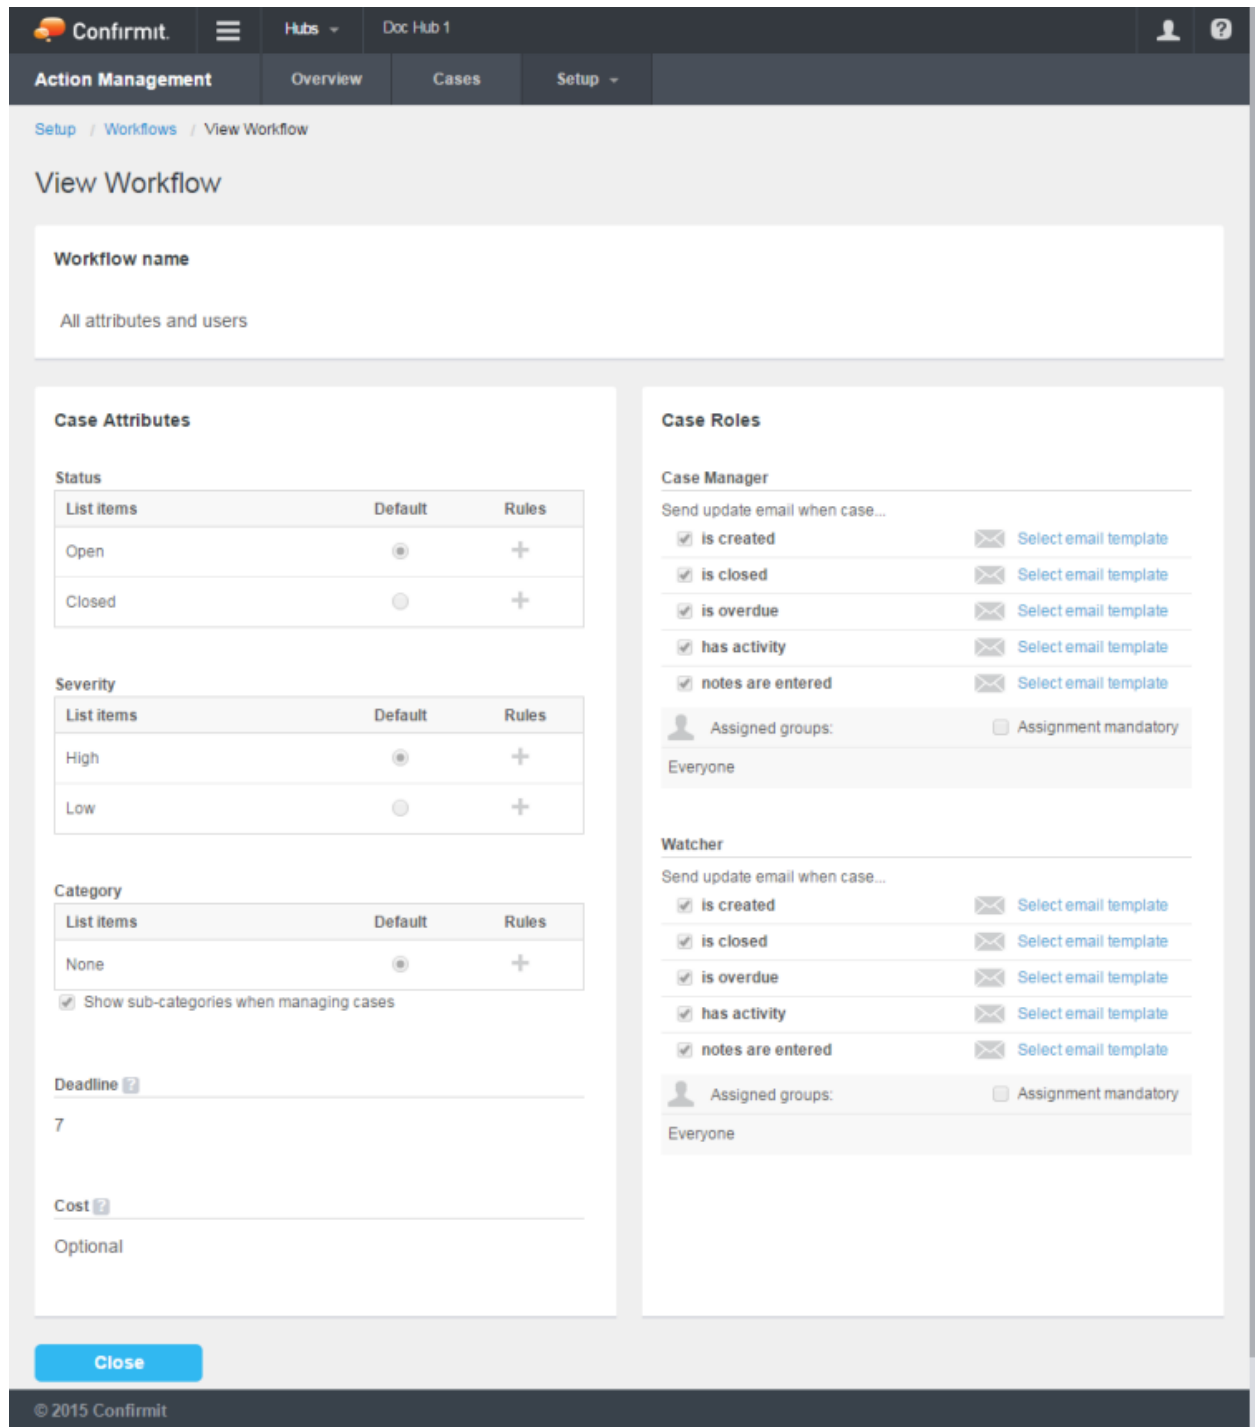 Confirmit. Hubs Doc Hub 1
Action Management Overview Cases Setup
Setup / Workflows / View Workflow
View Workflow
Workflow name
All attributes and users
Case Attributes
Status
List items Default Rules
Open
Closed
Severity
List items Default Rules
High
Low
Category
List items Default Rules
None
Show sub-categories when managing cases
Deadline ?
7
Cost ?
Optional
Case Roles
Case Manager
Send update email when case...
is created Select email template
is closed Select email template
is overdue Select email template
has activity Select email template
notes are entered Select email template
Assigned groups: Assignment mandatory
Everyone
Watcher
Send update email when case...
is created Select email template
is closed Select email template
is overdue Select email template
has activity Select email template
notes are entered Select email template
Assigned groups: Assignment mandatory
Everyone
Close
© 2015 Confirmit